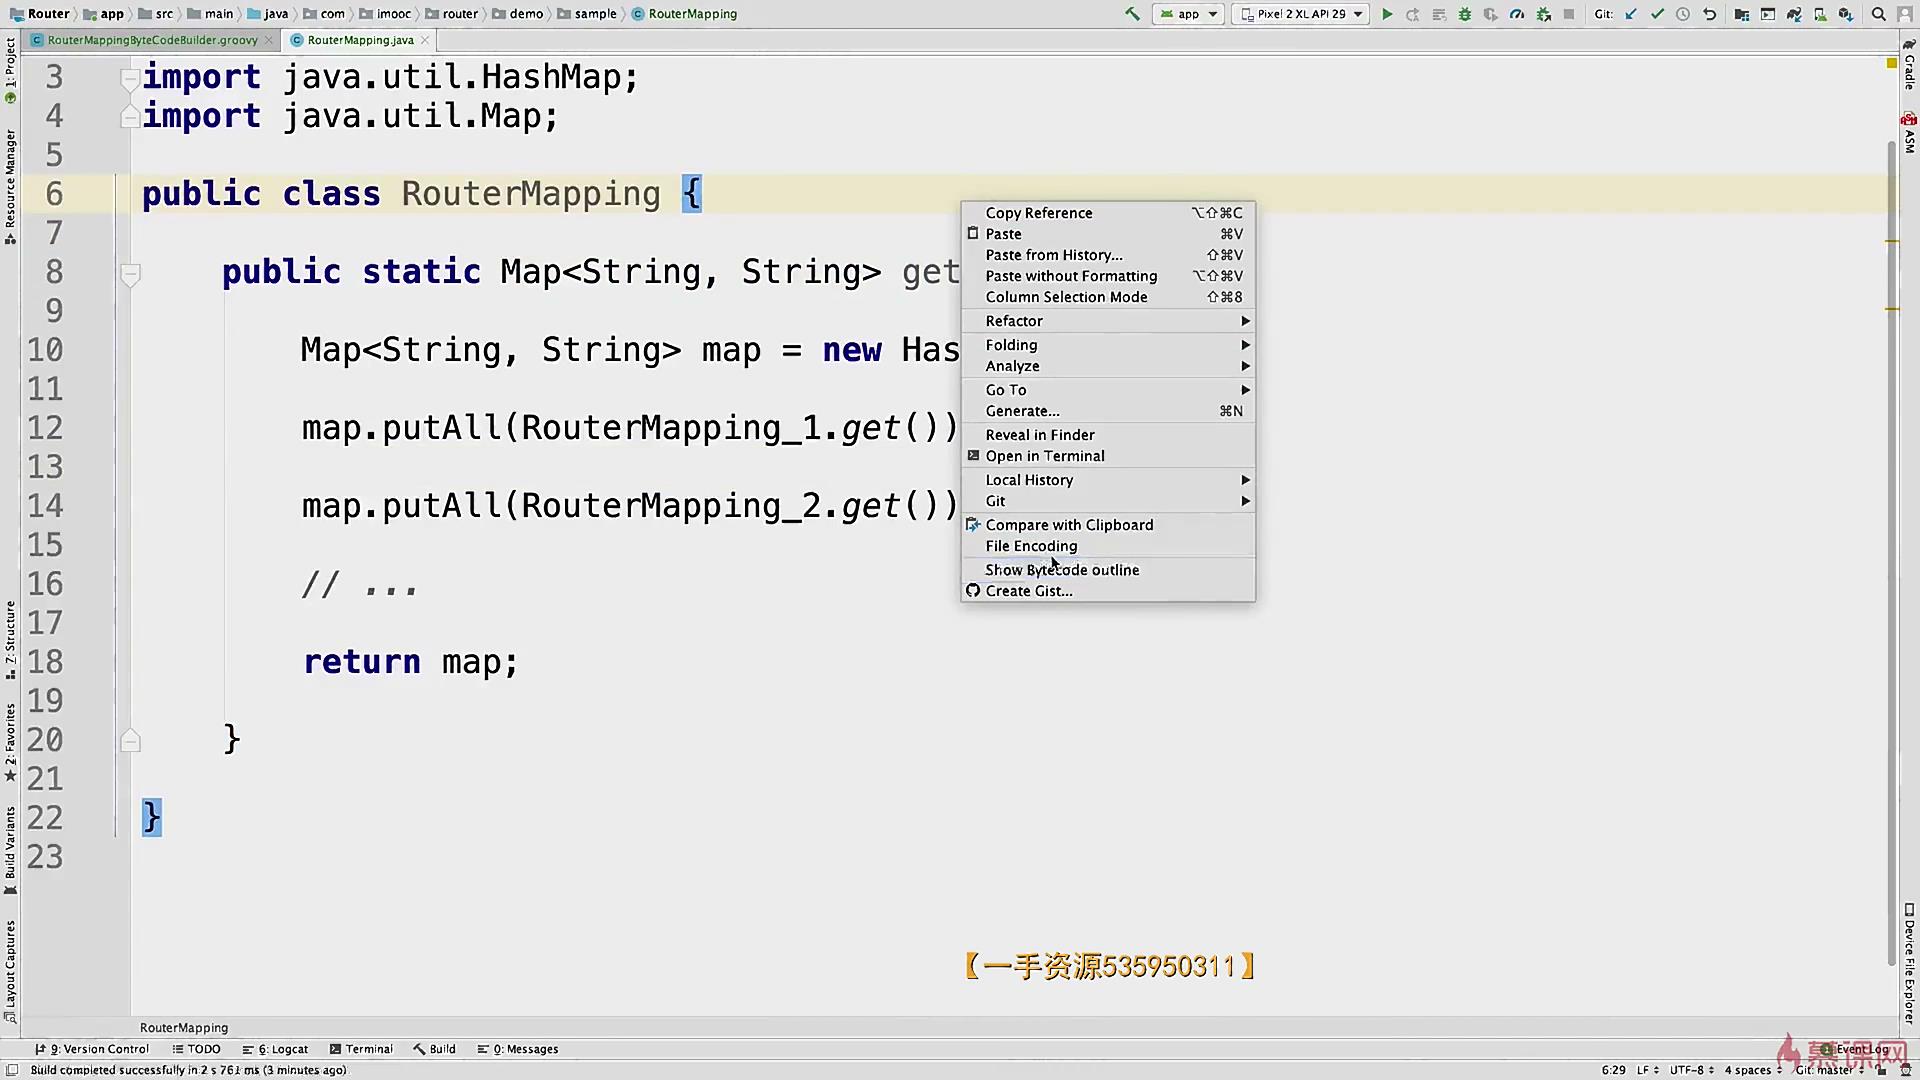 Router app src main java com imooc router demo sample RouterMapping
app Pixel 2 XL API 29 Git:
RouterMappingByteCodeBuilder.groovy RouterMapping.java
1: Project
Resource Manager
7: Structure
2: Favorites
Build Variants
Layout Captures
3 import java.util.HashMap;
4 import java.util.Map;
5
6 public class RouterMapping {
7
8 public static Map<String, String> get
9
10 Map<String, String> map = new Has
11
12 map.putAll(RouterMapping_1.get())
13
14 map.putAll(RouterMapping_2.get())
15
16 // ...
17
18 return map;
19
20 }
21
22 }
23
Copy Reference ⌥⇧⌘C
Paste ⌘V
Paste from History... ⇧⌘V
Paste without Formatting ⌥⇧⌘V
Column Selection Mode ⇧⌘8
Refactor
Folding
Analyze
Go To
Generate... ⌘N
Reveal in Finder
Open in Terminal
Local History
Git
Compare with Clipboard
File Encoding
Show Bytecode outline
Create Gist...
Gradle
ASM
Device File Explorer
【一手资源535950311】
RouterMapping
9: Version Control TODO 6: Logcat Terminal Build 0: Messages Event Log
慕课网
Build completed successfully in 2 s 761 ms (3 minutes ago) 6:29 LF UTF-8 4 spaces Git: master